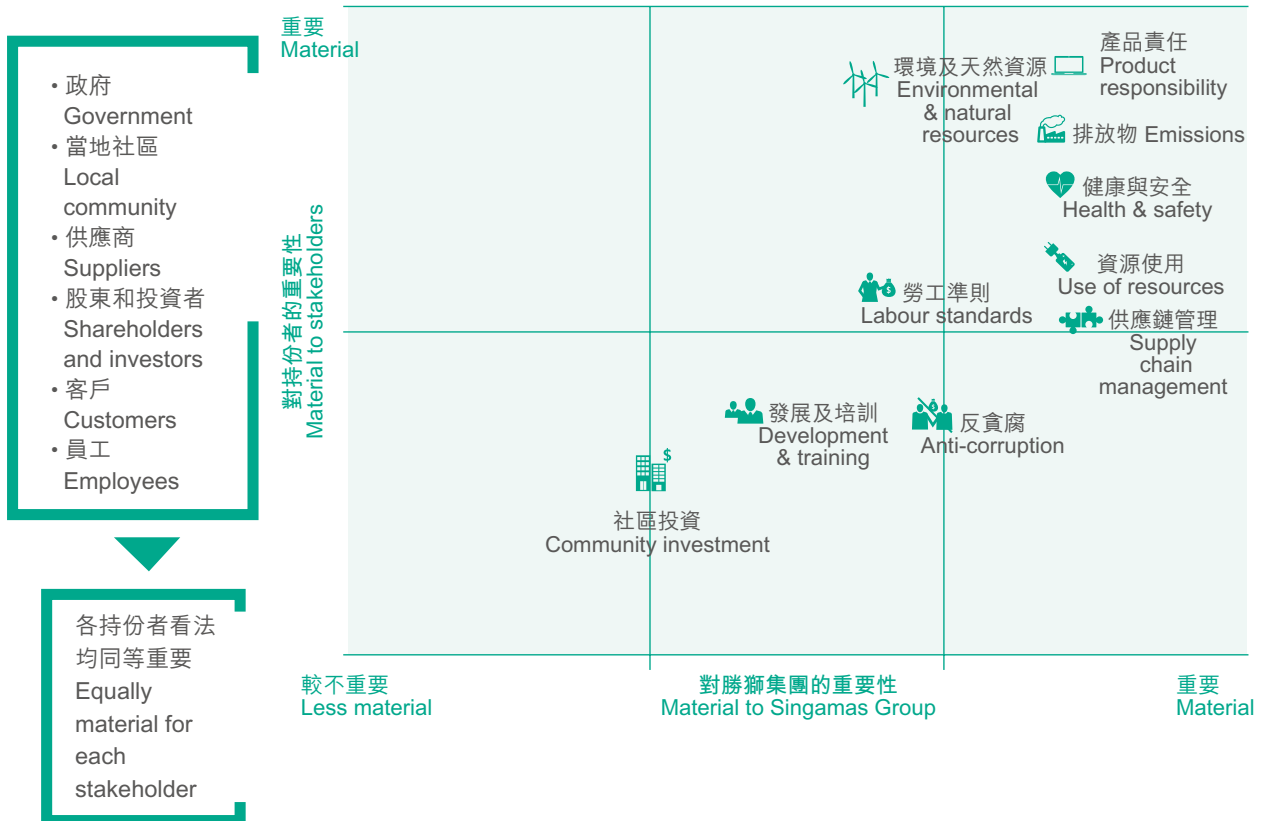 • 政府
Government
• 當地社區
Local
community
• 供應商
Suppliers
• 股東和投資者
Shareholders
and investors
• 客戶
Customers
• 員工
Employees
各持份者看法
均同等重要
Equally
material for
each
stakeholder
重要
Material
對持份者的重要性
Material to stakeholders
環境及天然資源
Environmental
& natural
resources
產品責任
Product
responsibility
排放物 Emissions
健康與安全
Health & safety
資源使用
Use of resources
勞工準則
Labour standards
供應鏈管理
Supply
chain
management
發展及培訓
Development
& training
反貪腐
Anti-corruption
$
社區投資
Community investment
較不重要
Less material
對勝獅集團的重要性
Material to Singamas Group
重要
Material